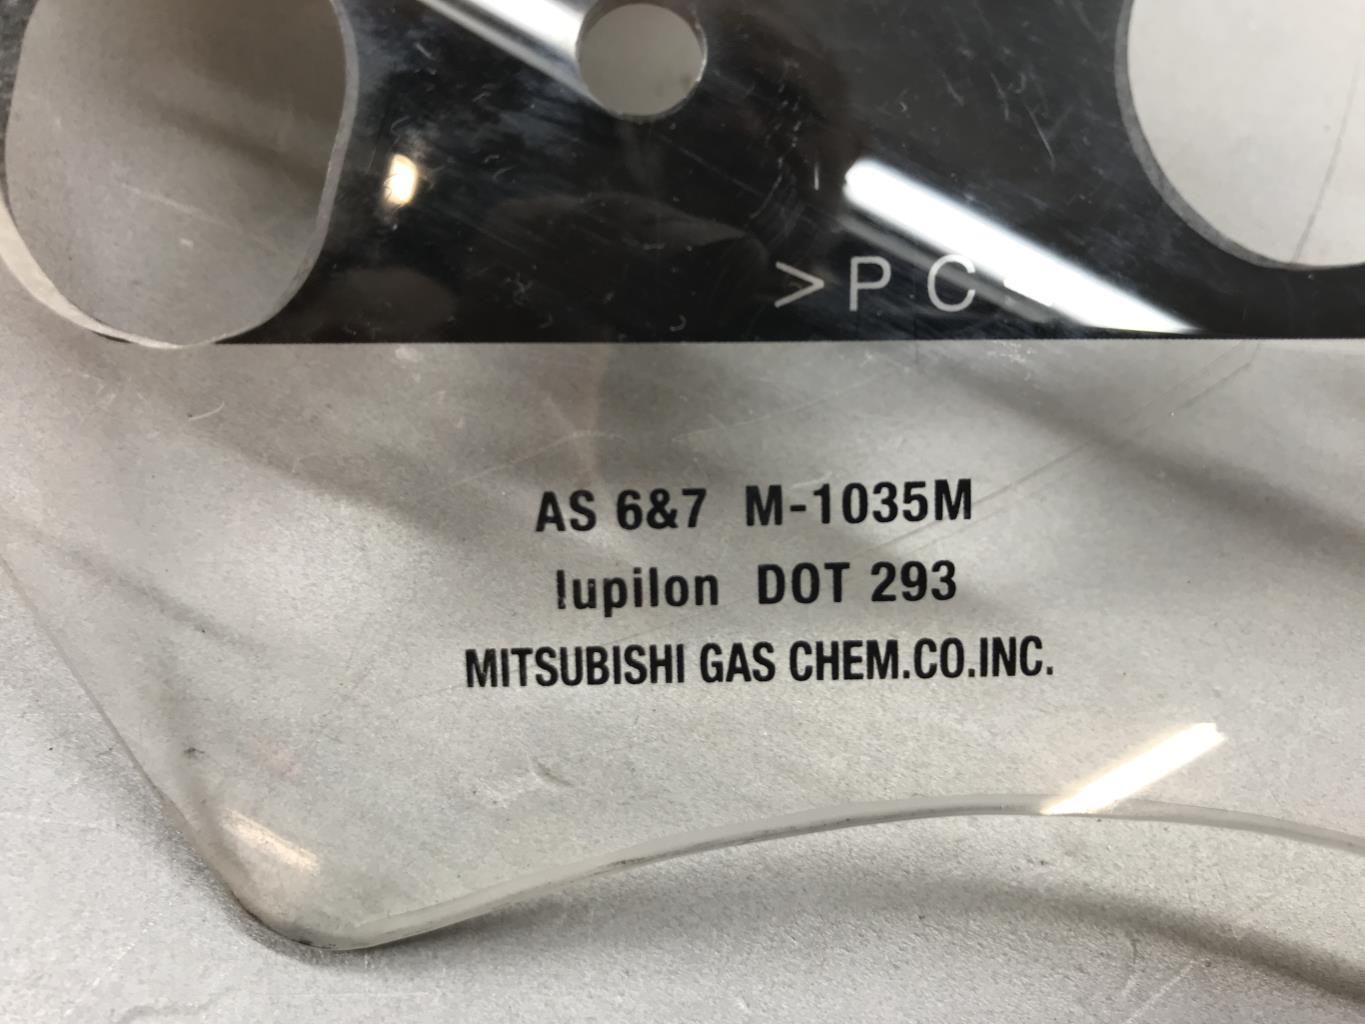 >PC<
AS 6&7 M-1035M
Iupilon DOT 293
MITSUBISHI GAS CHEM.CO.INC.